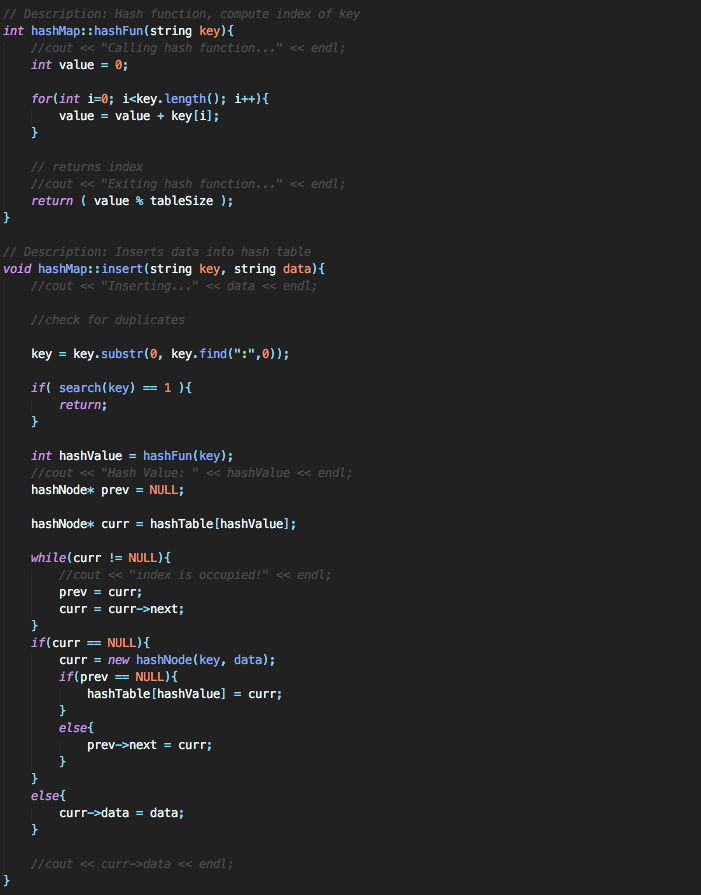 // Description: Hash function, compute index of key
int hashMap::hashFun(string key){
//cout << "Calling hash function..." << endl;
int value = 0;
for(int i=0; i<key.length(); i++){
value = value + key[i];
}
// returns index
//cout << "Exiting hash function..." << endl;
return ( value % tableSize );
}
// Description: Inserts data into hash table
void hashMap::insert(string key, string data){
//cout << "Inserting..." << data << endl;
//check for duplicates
key = key.substr(0, key.find(":",0));
if( search(key) == 1 ){
return;
}
int hashValue = hashFun(key);
//cout << "Hash Value: " << hashValue << endl;
hashNode* prev = NULL;
hashNode* curr = hashTable[hashValue];
while(curr != NULL){
//cout << "index is occupied!" << endl;
prev = curr;
curr = curr->next;
}
if(curr == NULL){
curr = new hashNode(key, data);
if(prev == NULL){
hashTable[hashValue] = curr;
}
else{
prev->next = curr;
}
}
else{
curr->data = data;
}
//cout << curr->data << endl;
}